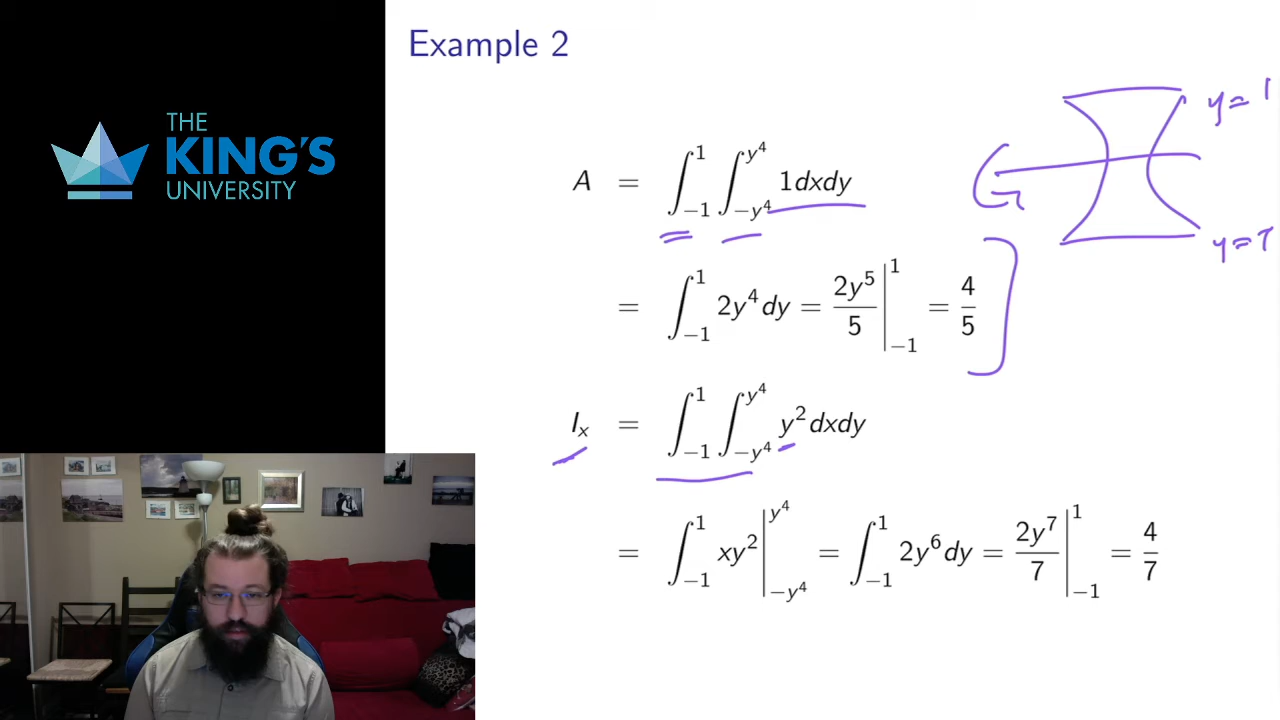 THE
KING'S
UNIVERSITY
Example 2
A = ∫_{-1}^{1} ∫_{-y^4}^{y^4} 1dxdy
= ∫_{-1}^{1} 2y^4 dy = 2y^5/5 |_{-1}^{1} = 4/5
I_x = ∫_{-1}^{1} ∫_{-y^4}^{y^4} y^2 dxdy
= ∫_{-1}^{1} xy^2 |_{-y^4}^{y^4} = ∫_{-1}^{1} 2y^6 dy = 2y^7/7 |_{-1}^{1} = 4/7
y = 1
y =